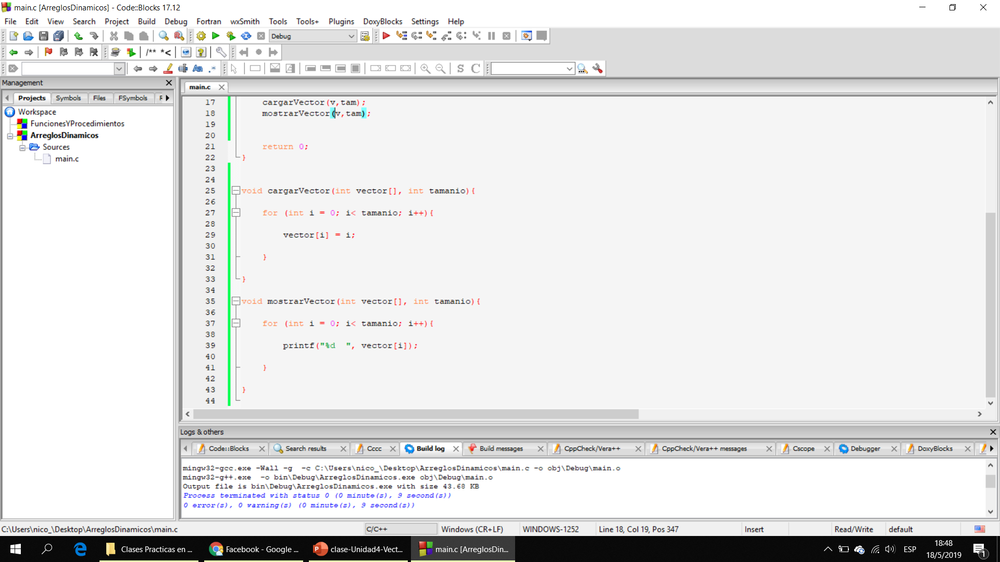 main.c [ArreglosDinamicos] - Code::Blocks 17.12
File Edit View Search Project Build Debug Fortran wxSmith Tools Tools+ Plugins DoxyBlocks Settings Help
Debug
/** *<
Aa .*
S C
Management
Projects Symbols Files FSymbols
Workspace
FuncionesYProcedimientos
ArreglosDinamicos
Sources
main.c
main.c
17 cargarVector(v,tam);
18 mostrarVector(v,tam);
19
20
21 return 0;
22 }
23
24
25 void cargarVector(int vector[], int tamanio){
26
27 for (int i = 0; i< tamanio; i++){
28
29 vector[i] = i;
30
31 }
32
33 }
34
35 void mostrarVector(int vector[], int tamanio){
36
37 for (int i = 0; i< tamanio; i++){
38
39 printf("%d  ", vector[i]);
40
41 }
42
43 }
44
Logs & others
Code::Blocks Search results Cccc Build log Build messages CppCheck/Vera++ CppCheck/Vera++ messages Cscope Debugger DoxyBlocks
mingw32-gcc.exe -Wall -g  -c C:\Users\nico_\Desktop\ArreglosDinamicos\main.c -o obj\Debug\main.o
mingw32-g++.exe  -o bin\Debug\ArreglosDinamicos.exe obj\Debug\main.o
Output file is bin\Debug\ArreglosDinamicos.exe with size 43.68 KB
Process terminated with status 0 (0 minute(s), 9 second(s))
0 error(s), 0 warning(s) (0 minute(s), 9 second(s))
C:\Users\nico_\Desktop\ArreglosDinamicos\main.c C/C++ Windows (CR+LF) WINDOWS-1252 Line 18, Col 19, Pos 347 Insert Read/Write default
Clases Practicas en ... Facebook - Google ... clase-Unidad4-Vect... main.c [ArreglosDin... ESP 18:48
18/5/2019
1